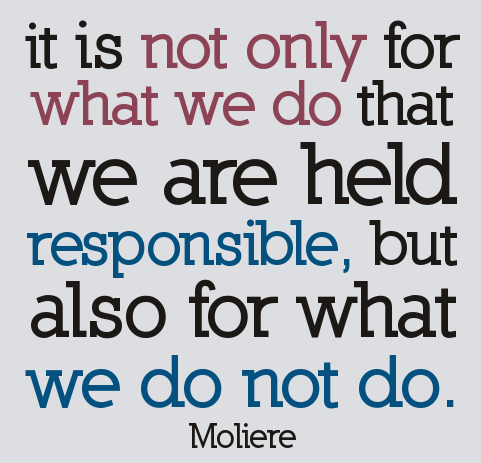 it is not only for
what we do that
we are held
responsible, but
also for what
we do not do.
Moliere